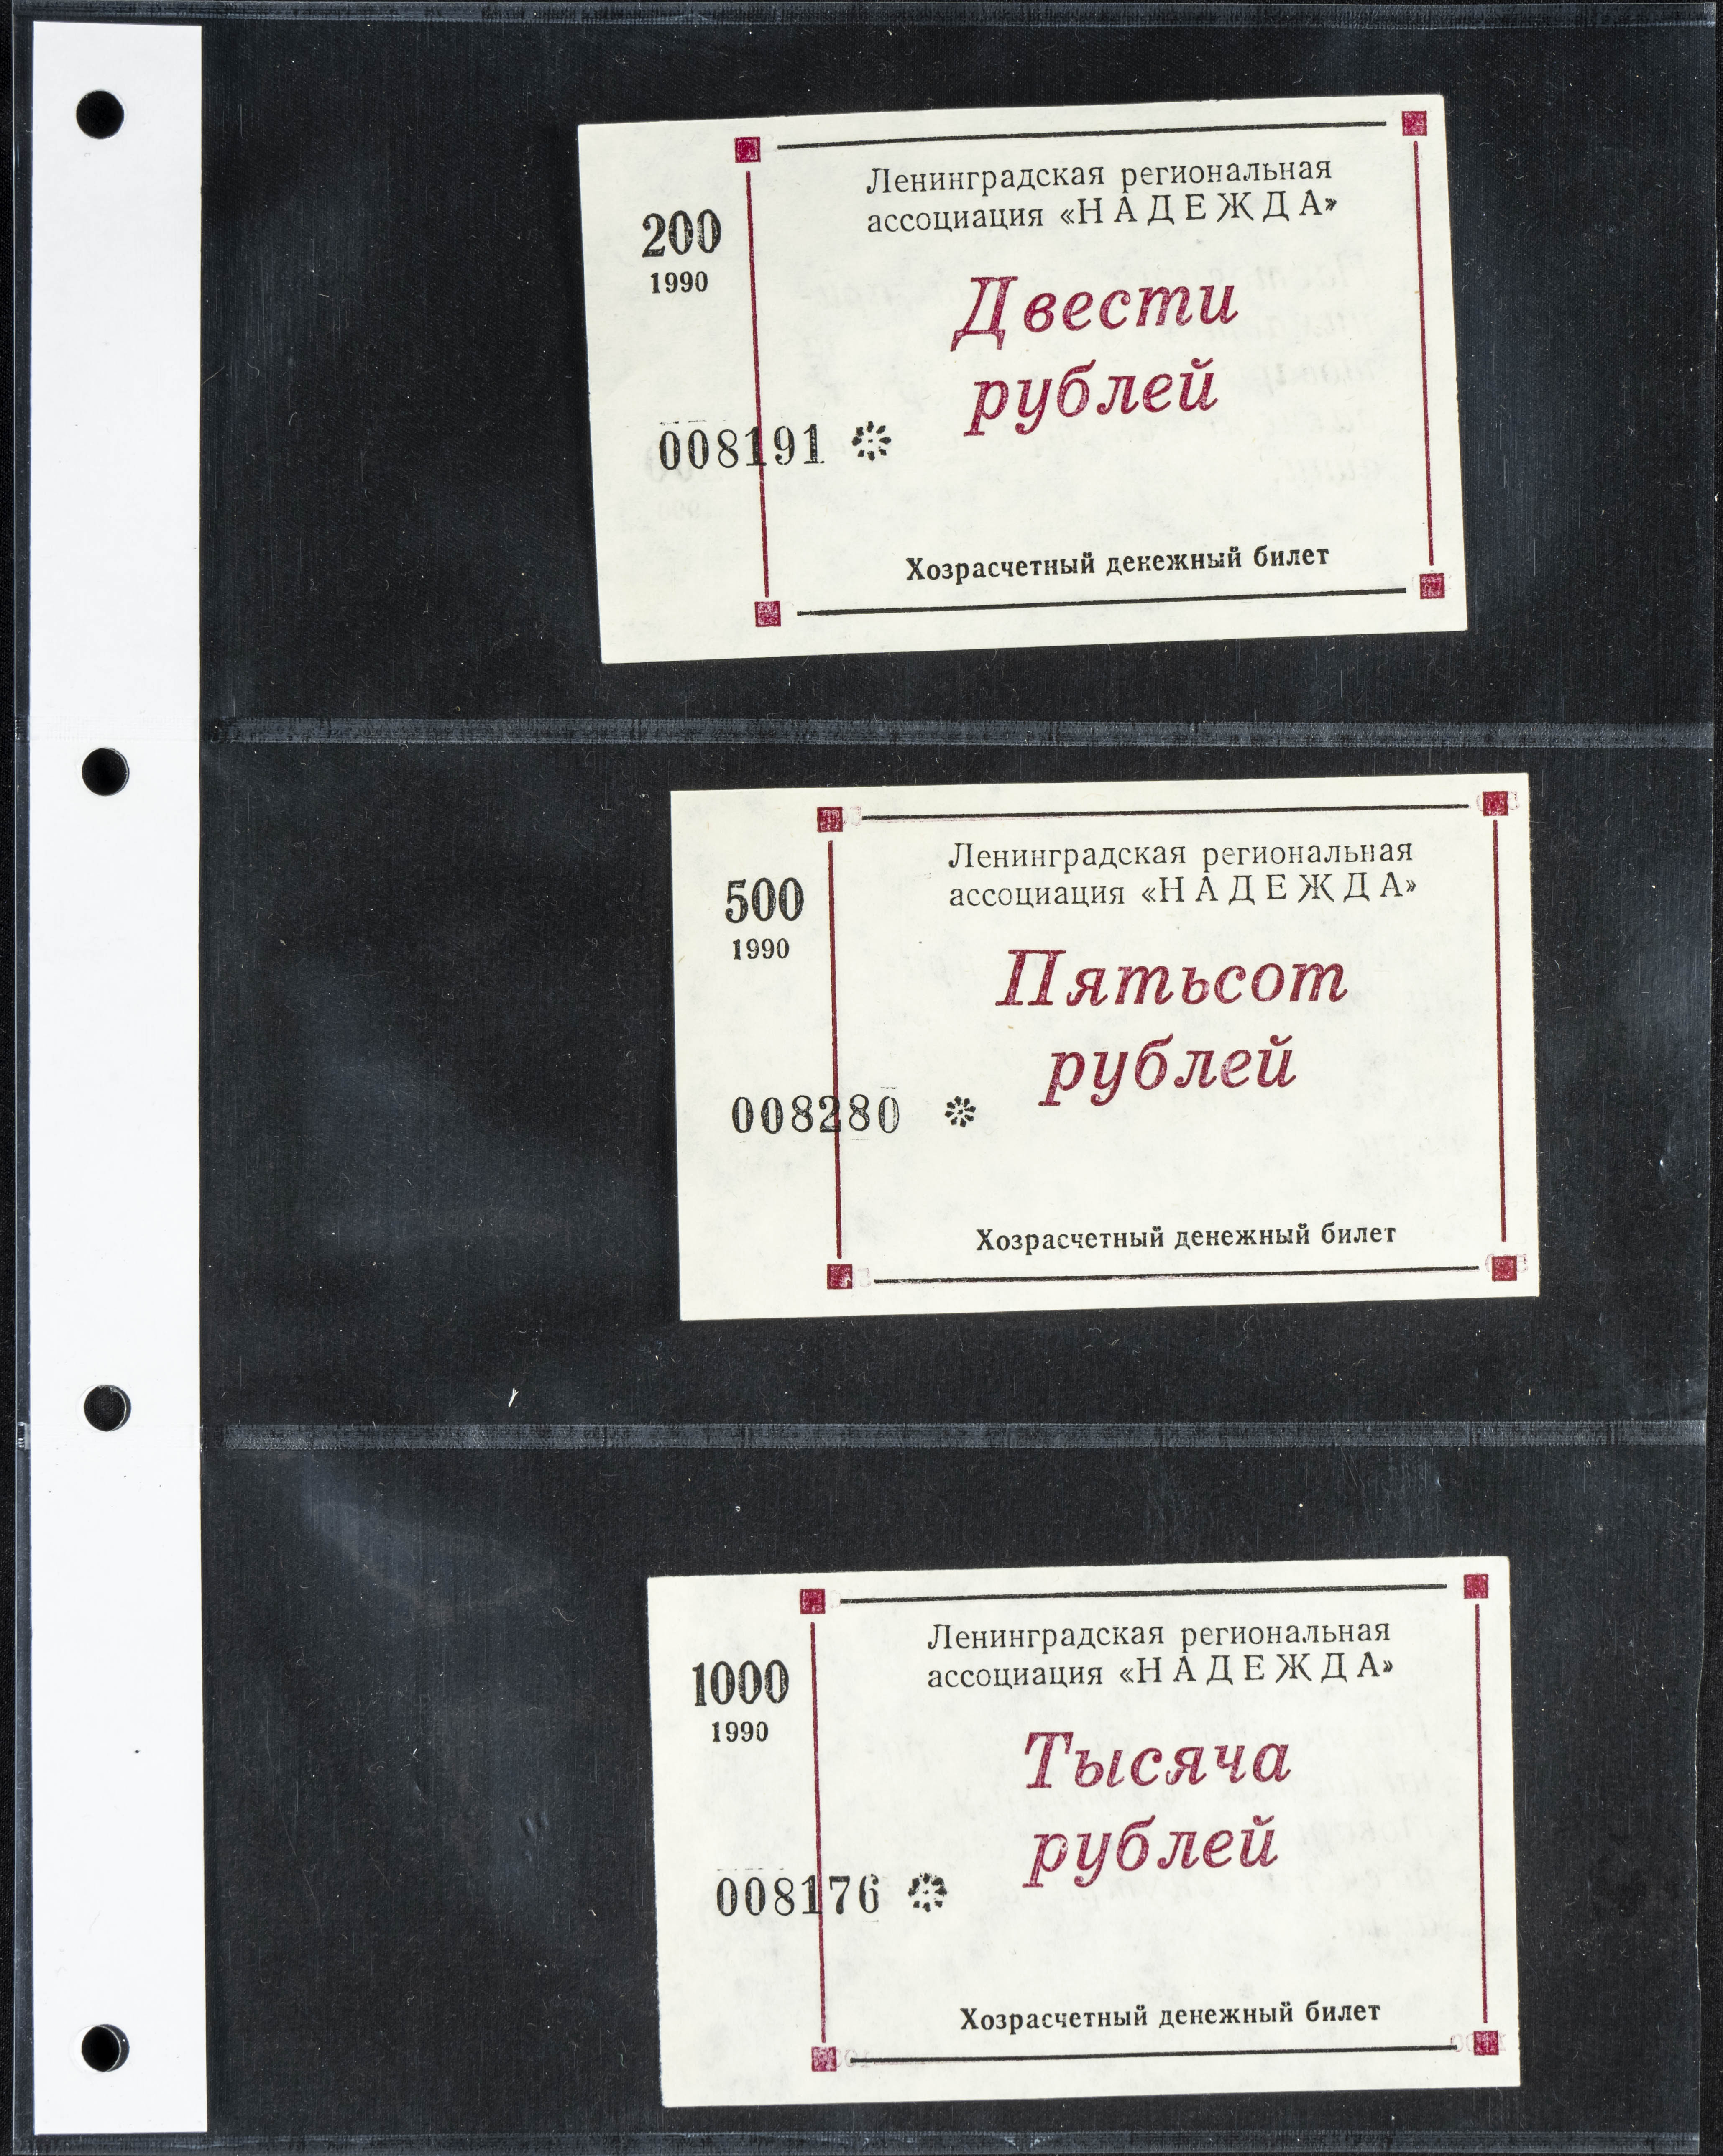 Ленинградская региональная
ассоциация «НАДЕЖДА»
200
1990
Двести
рублей
008191
Хозрасчетный денежный билет
Ленинградская региональная
ассоциация «НАДЕЖДА»
500
1990
Пятьсот
рублей
008280
Хозрасчетный денежный билет
Ленинградская региональная
ассоциация «НАДЕЖДА»
1000
1990
Тысяча
рублей
008176
Хозрасчетный денежный билет